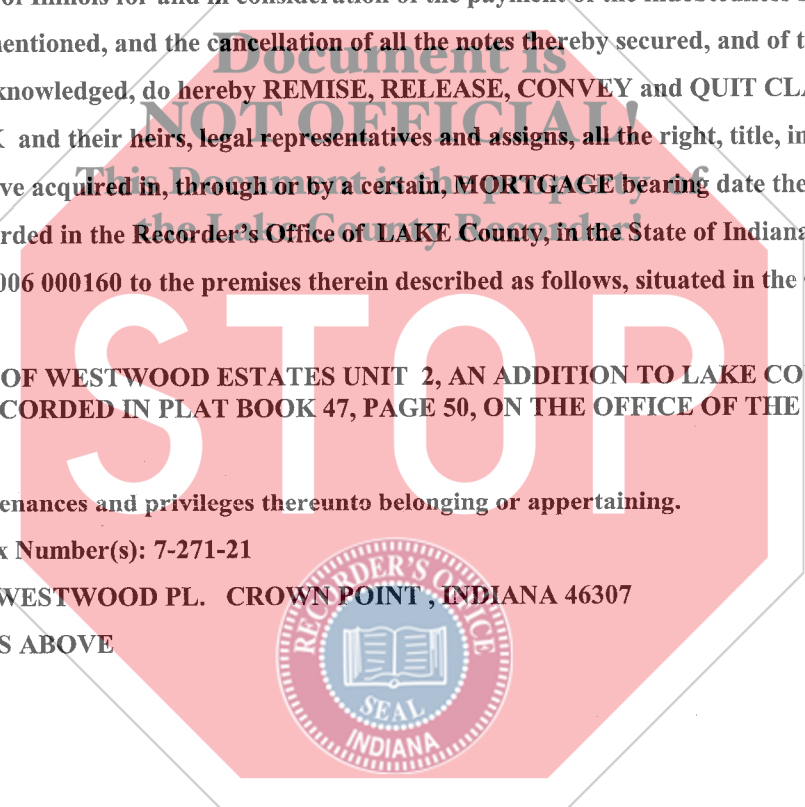 of Illinois for and in consideration of the payment of the indebtedness
Document is
mentioned, and the cancellation of all the notes thereby secured, and of t
knowledged, do hereby REMISE, RELEASE, CONVEY and QUIT CLA
NOT OFFICIAL!
K and their heirs, legal representatives and assigns, all the right, title, in
This Document is the property of
ve acquired in, through or by a certain, MORTGAGE bearing date the
the Lake County Recorder!
rded in the Recorder's Office of LAKE County, in the State of Indiana
006 000160 to the premises therein described as follows, situated in the
STOP
OF WESTWOOD ESTATES UNIT 2, AN ADDITION TO LAKE CO
CORDED IN PLAT BOOK 47, PAGE 50, ON THE OFFICE OF THE
enances and privileges thereunto belonging or appertaining.
x Number(s): 7-271-21
WESTWOOD PL. CROWN POINT , INDIANA 46307
S ABOVE
RECORDER'S OFFICE
SEAL
INDIANA